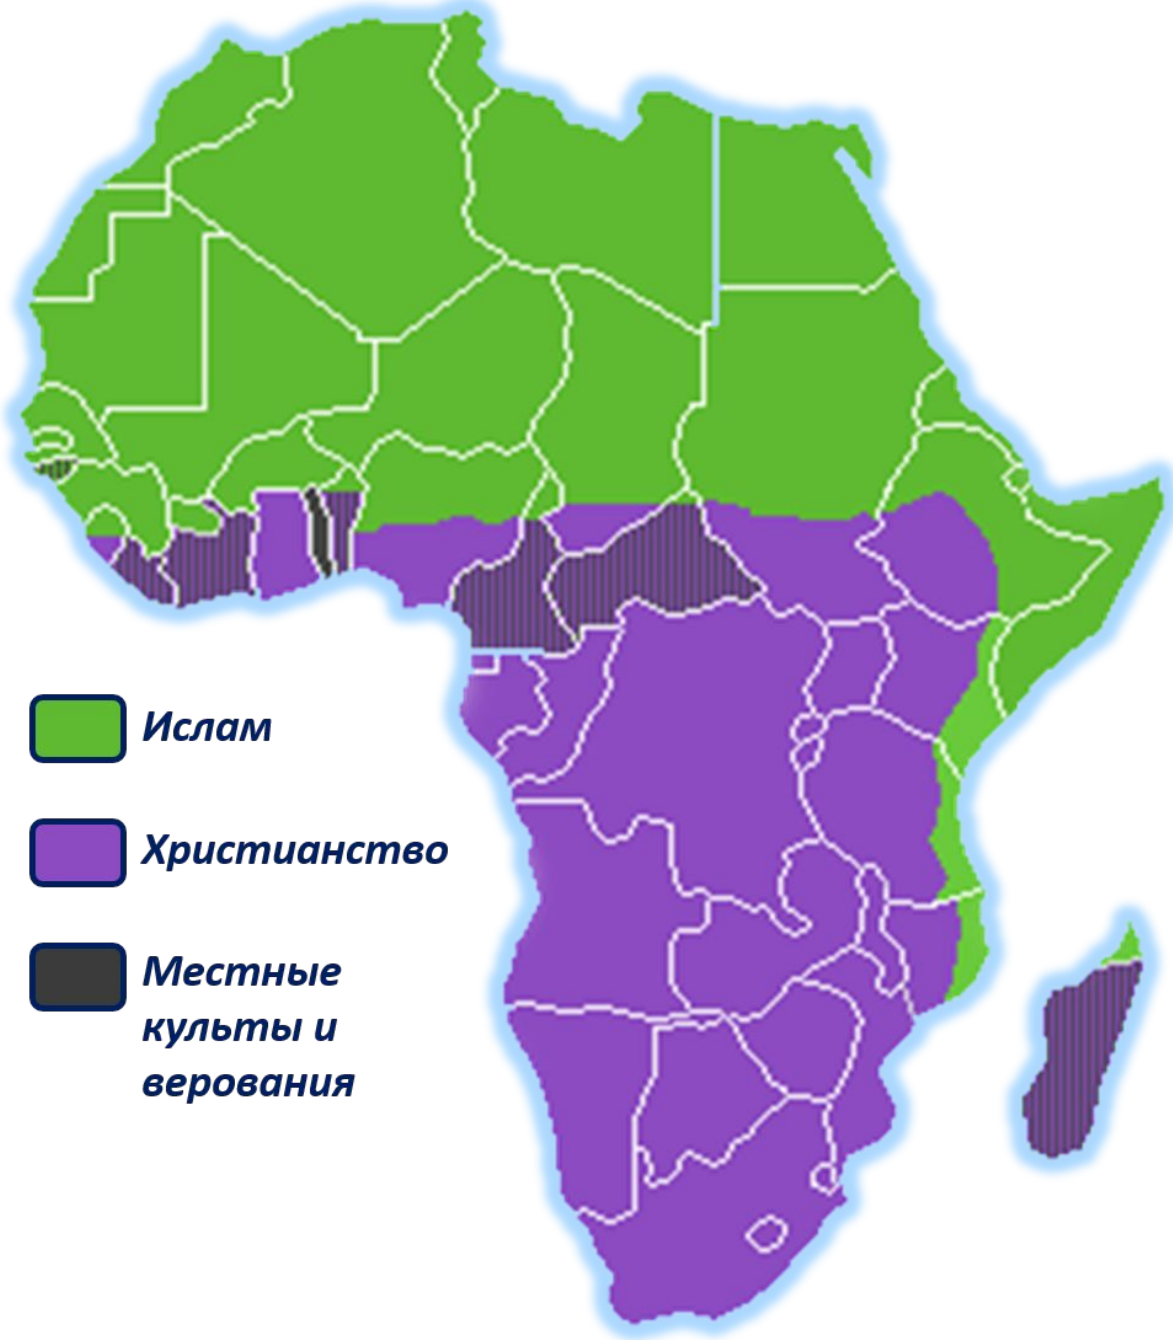 Ислам
Христианство
Местные
культы и
верования